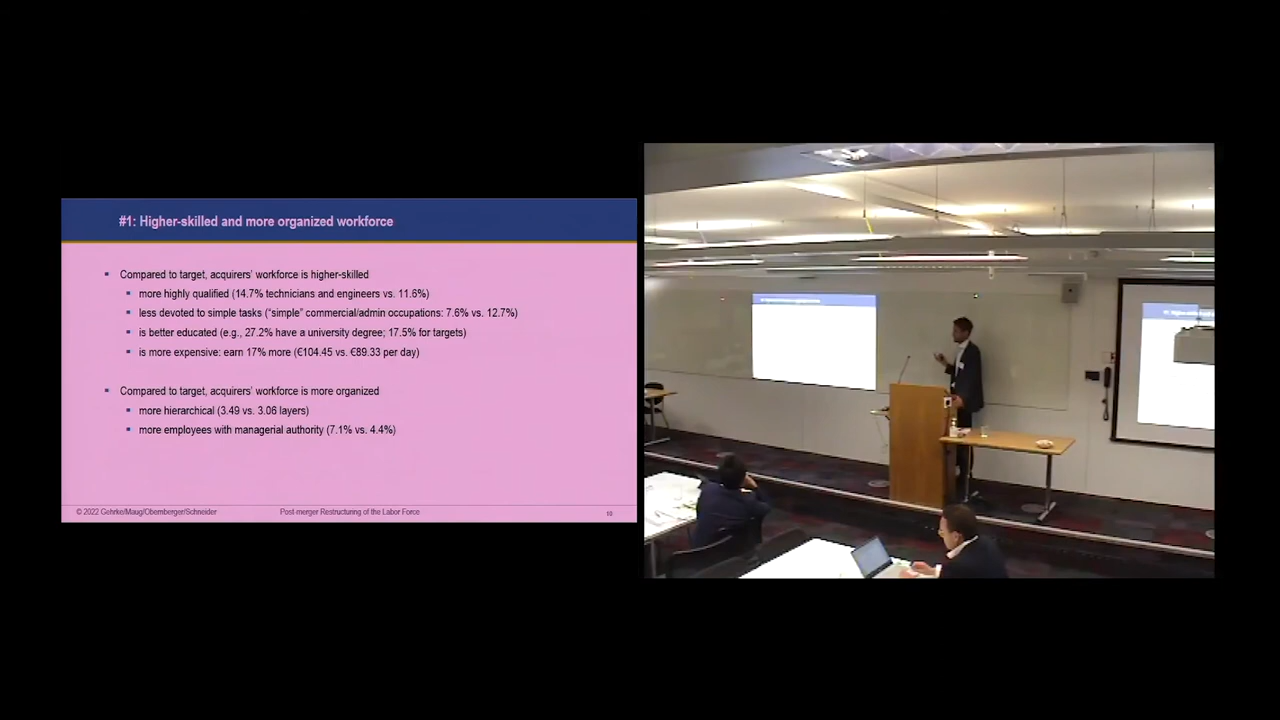 #1: Higher-skilled and more organized workforce
Compared to target, acquirers' workforce is higher-skilled
more highly qualified (14.7% technicians and engineers vs. 11.6%)
less devoted to simple tasks ("simple" commercial/admin occupations: 7.6% vs. 12.7%)
is better educated (e.g., 27.2% have a university degree; 17.5% for targets)
is more expensive: earn 17% more (€104.45 vs. €89.33 per day)
Compared to target, acquirers' workforce is more organized
more hierarchical (3.49 vs. 3.06 layers)
more employees with managerial authority (7.1% vs. 4.4%)
© 2022 Gehrke/Maug/Obernberger/Schneider
Post-merger Restructuring of the Labor Force